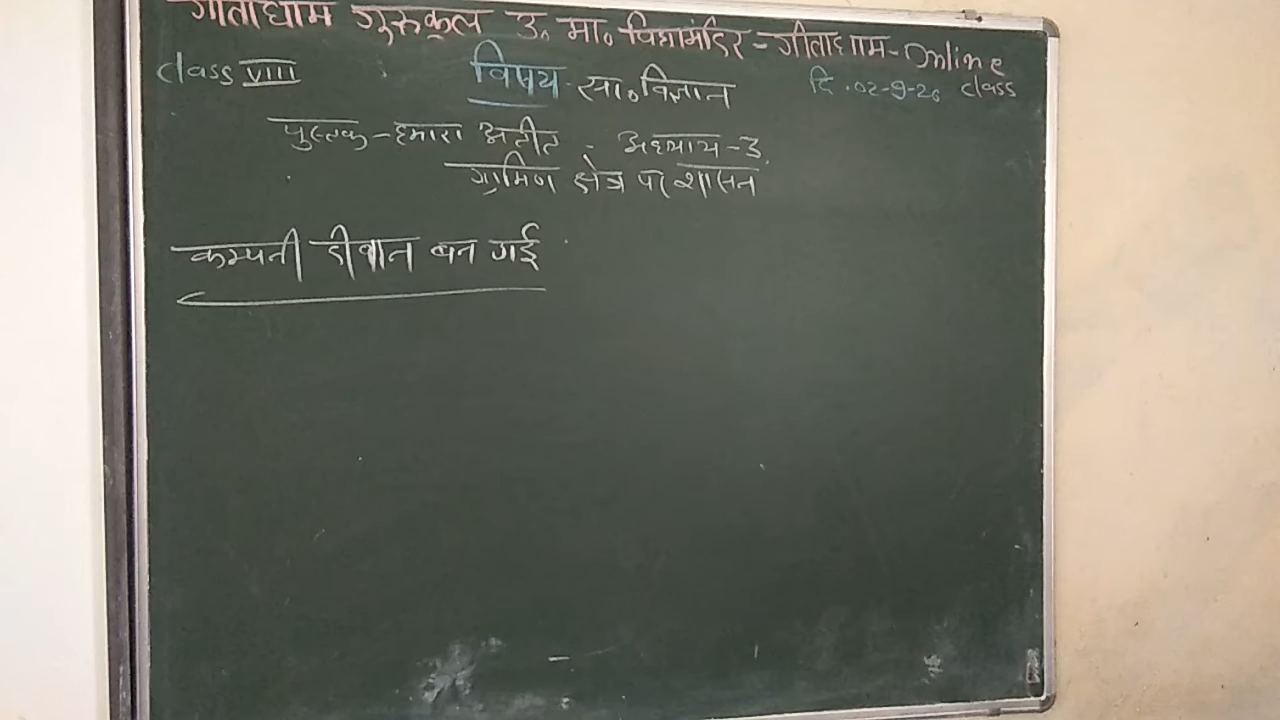 गीताधाम गुरुकुल उ० मा० विद्यामंदिर - गीताधाम - Online class
class VIII विषय - सा० विज्ञान दि. 02-9-20
पुस्तक - हमारा अतीत - अध्याय - 3.
ग्रामिण क्षेत्र पर शासन
कम्पनी दीवान बन गई